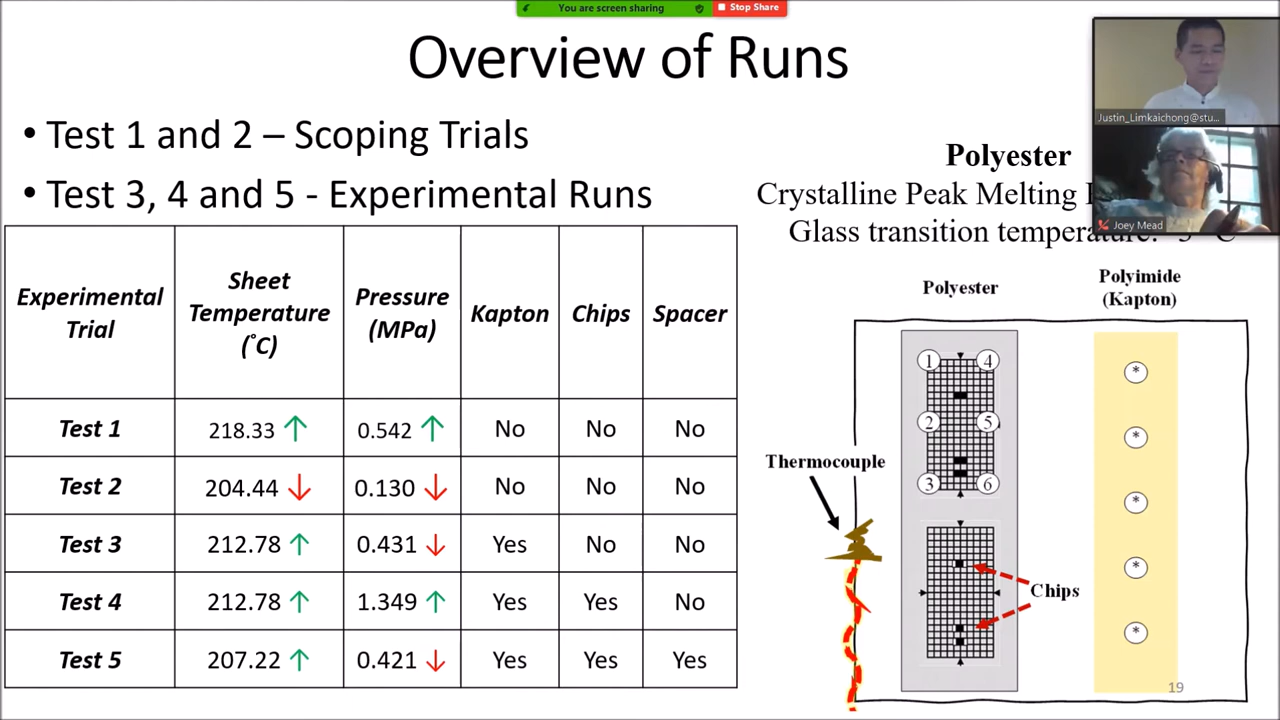 You are screen sharing
Stop Share
Overview of Runs
• Test 1 and 2 – Scoping Trials
• Test 3, 4 and 5 - Experimental Runs
Experimental Trial Sheet Temperature (°C) Pressure (MPa) Kapton Chips Spacer
Test 1 218.33 ↑ 0.542 ↑ No No No
Test 2 204.44 ↓ 0.130 ↓ No No No
Test 3 212.78 ↑ 0.431 ↓ Yes No No
Test 4 212.78 ↑ 1.349 ↑ Yes Yes No
Test 5 207.22 ↑ 0.421 ↓ Yes Yes Yes
Justin_Limkaichong@stu...
Joey Mead
Polyester
Crystalline Peak Melting
Glass transition temperature:
Polyester
Polyimide
(Kapton)
1 4
2 5
3 6
*
*
*
*
*
Thermocouple
Chips
19